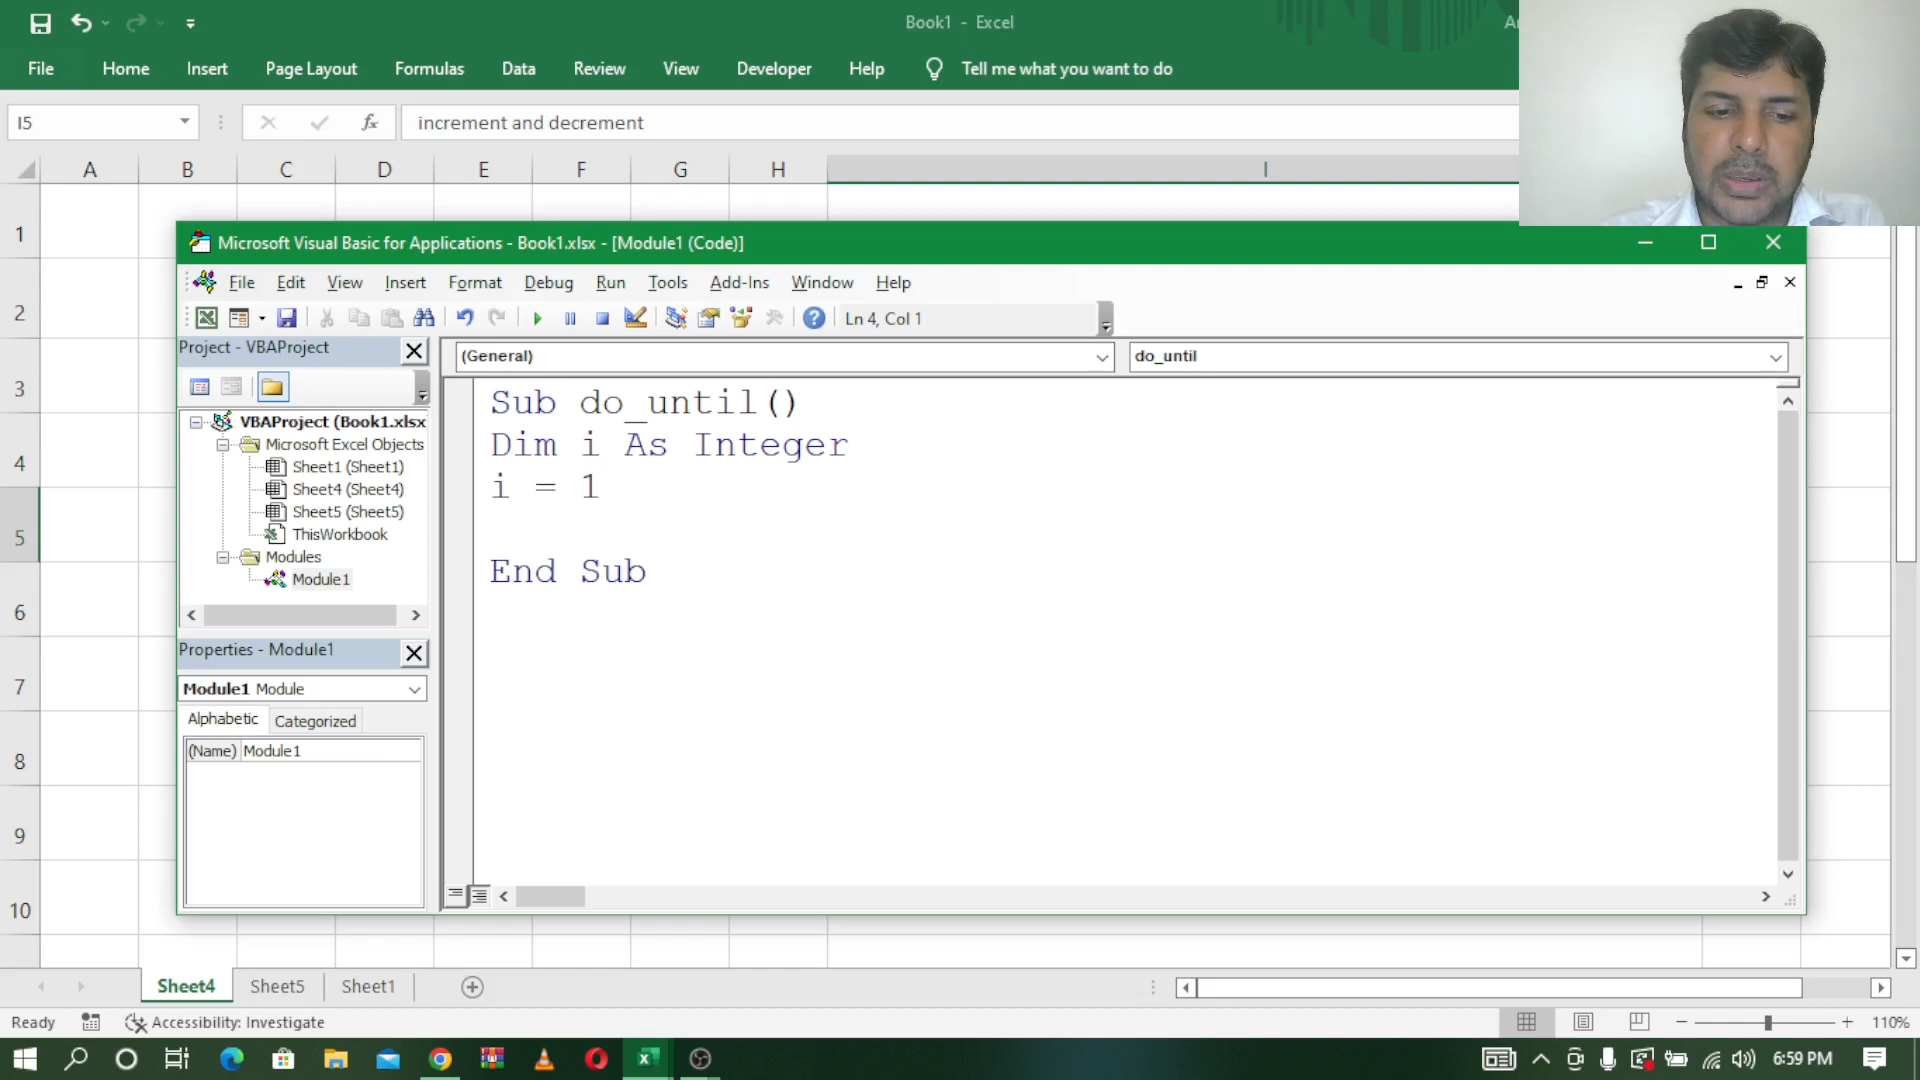 Book1 - Excel
File Home Insert Page Layout Formulas Data Review View Developer Help Tell me what you want to do
I5 fx increment and decrement
A B C D E F G H I
1
2
3
4
5
6
7
8
9
10
Microsoft Visual Basic for Applications - Book1.xlsx - [Module1 (Code)]
File Edit View Insert Format Debug Run Tools Add-Ins Window Help
Ln 4, Col 1
Project - VBAProject
(General) do_until
VBAProject (Book1.xlsx
Microsoft Excel Objects
Sheet1 (Sheet1)
Sheet4 (Sheet4)
Sheet5 (Sheet5)
ThisWorkbook
Modules
Module1
Sub do_until()
Dim i As Integer
i = 1
End Sub
Properties - Module1
Module1 Module
Alphabetic Categorized
(Name) Module1
Sheet4 Sheet5 Sheet1
Ready Accessibility: Investigate 110%
6:59 PM